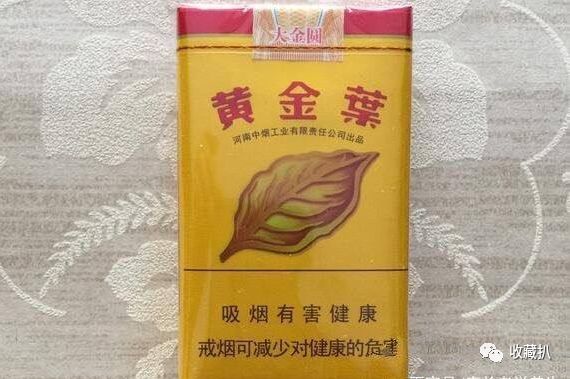 大金圆
黄金葉
河南中烟工业有限责任公司出品
吸烟有害健康
戒烟可减少对健康的危害
收藏扒